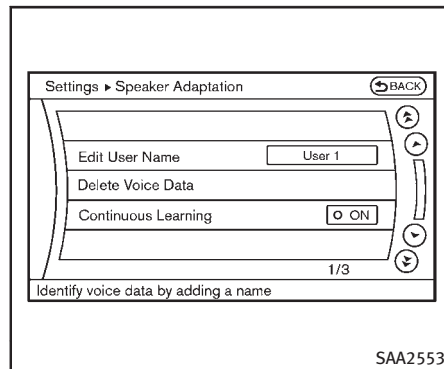 Settings ▸ Speaker Adaptation BACK
Edit User Name User 1
Delete Voice Data
Continuous Learning ON
1/3
Identify voice data by adding a name
SAA2553